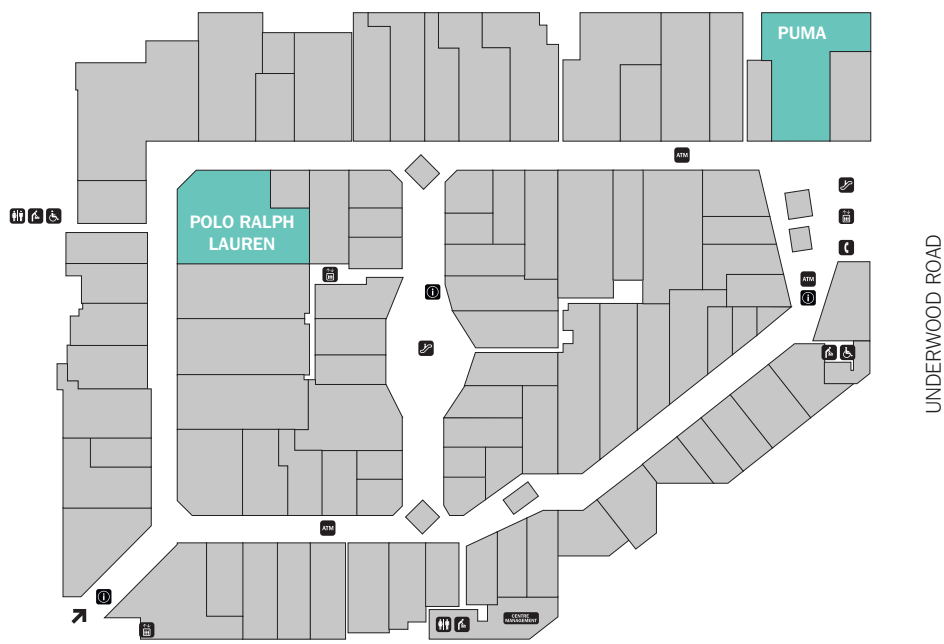 PUMA
ATM
POLO RALPH
LAUREN
UNDERWOOD ROAD
ATM
ATM
CENTRE
MANAGEMENT